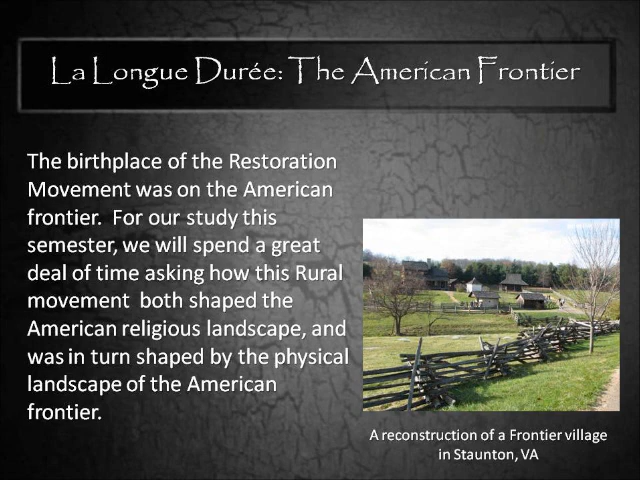 La Longue Durée: The American Frontier
The birthplace of the Restoration
Movement was on the American
frontier.  For our study this
semester, we will spend a great
deal of time asking how this Rural
movement  both shaped the
American religious landscape, and
was in turn shaped by the physical
landscape of the American
frontier.
A reconstruction of a Frontier village
in Staunton, VA